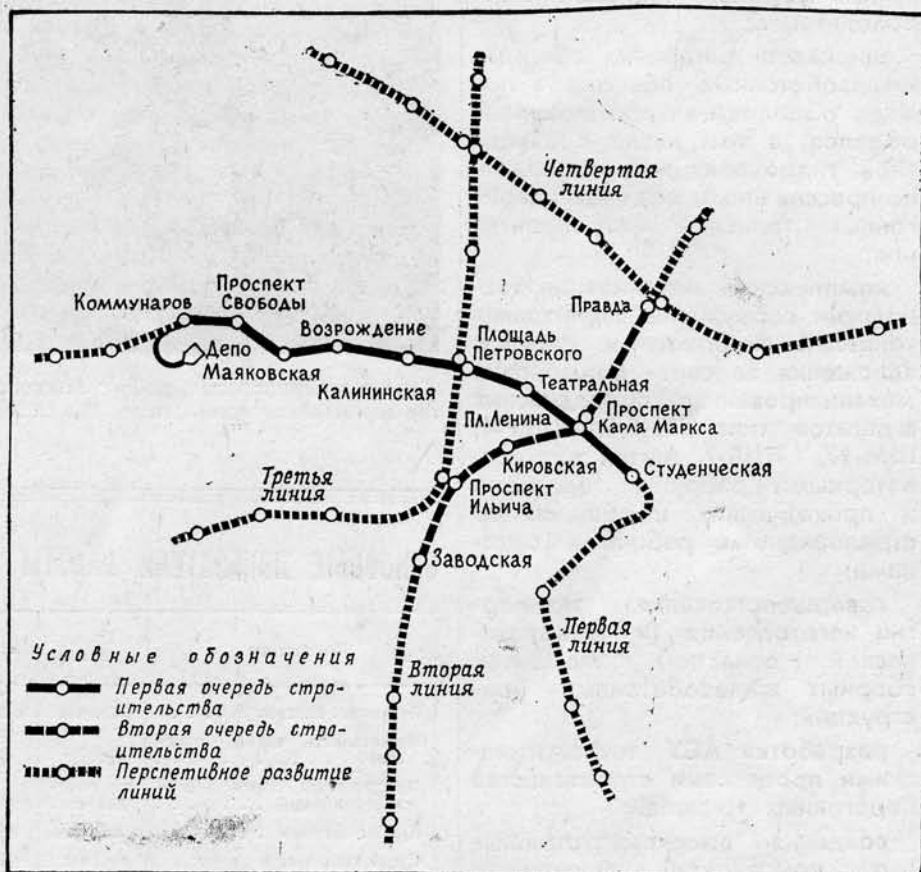 Четвертая
линия
Проспект
Свободы
Коммунаров
Правда
Возрождение
Площадь
Петровского
Депо
Маяковская
Театральная
Калининская
Проспект
Карла Маркса
Пл. Ленина
Кировская
Студенческая
Третья
линия
Проспект
Ильича
Заводская
Первая
линия
Вторая
линия
Условные обозначения
Первая очередь стро-
ительства
Вторая очередь стро-
ительства
Перспетивное развитие
линий